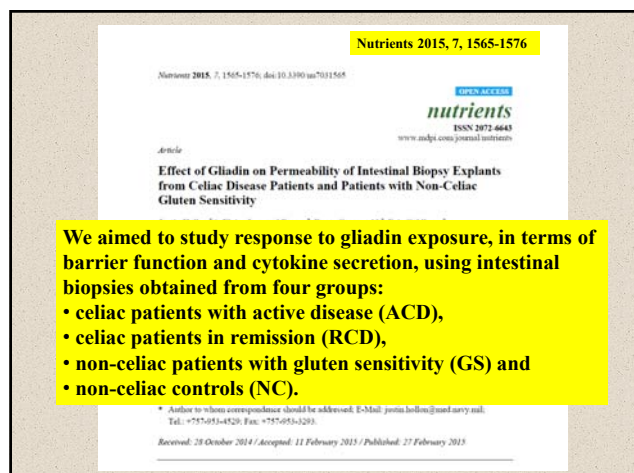 Nutrients 2015, 7, 1565-1576
Nutrients 2015, 7, 1565-1576; doi:10.3390/nu7031565
OPEN ACCESS
nutrients
ISSN 2072-6643
www.mdpi.com/journal/nutrients
Article
Effect of Gliadin on Permeability of Intestinal Biopsy Explants
from Celiac Disease Patients and Patients with Non-Celiac
Gluten Sensitivity
We aimed to study response to gliadin exposure, in terms of
barrier function and cytokine secretion, using intestinal
biopsies obtained from four groups:
• celiac patients with active disease (ACD),
• celiac patients in remission (RCD),
• non-celiac patients with gluten sensitivity (GS) and
• non-celiac controls (NC).
* Author to whom correspondence should be addressed; E-Mail: justin.hollon@med.navy.mil;
Tel.: +757-953-4529; Fax: +757-953-3293.
Received: 28 October 2014 / Accepted: 11 February 2015 / Published: 27 February 2015